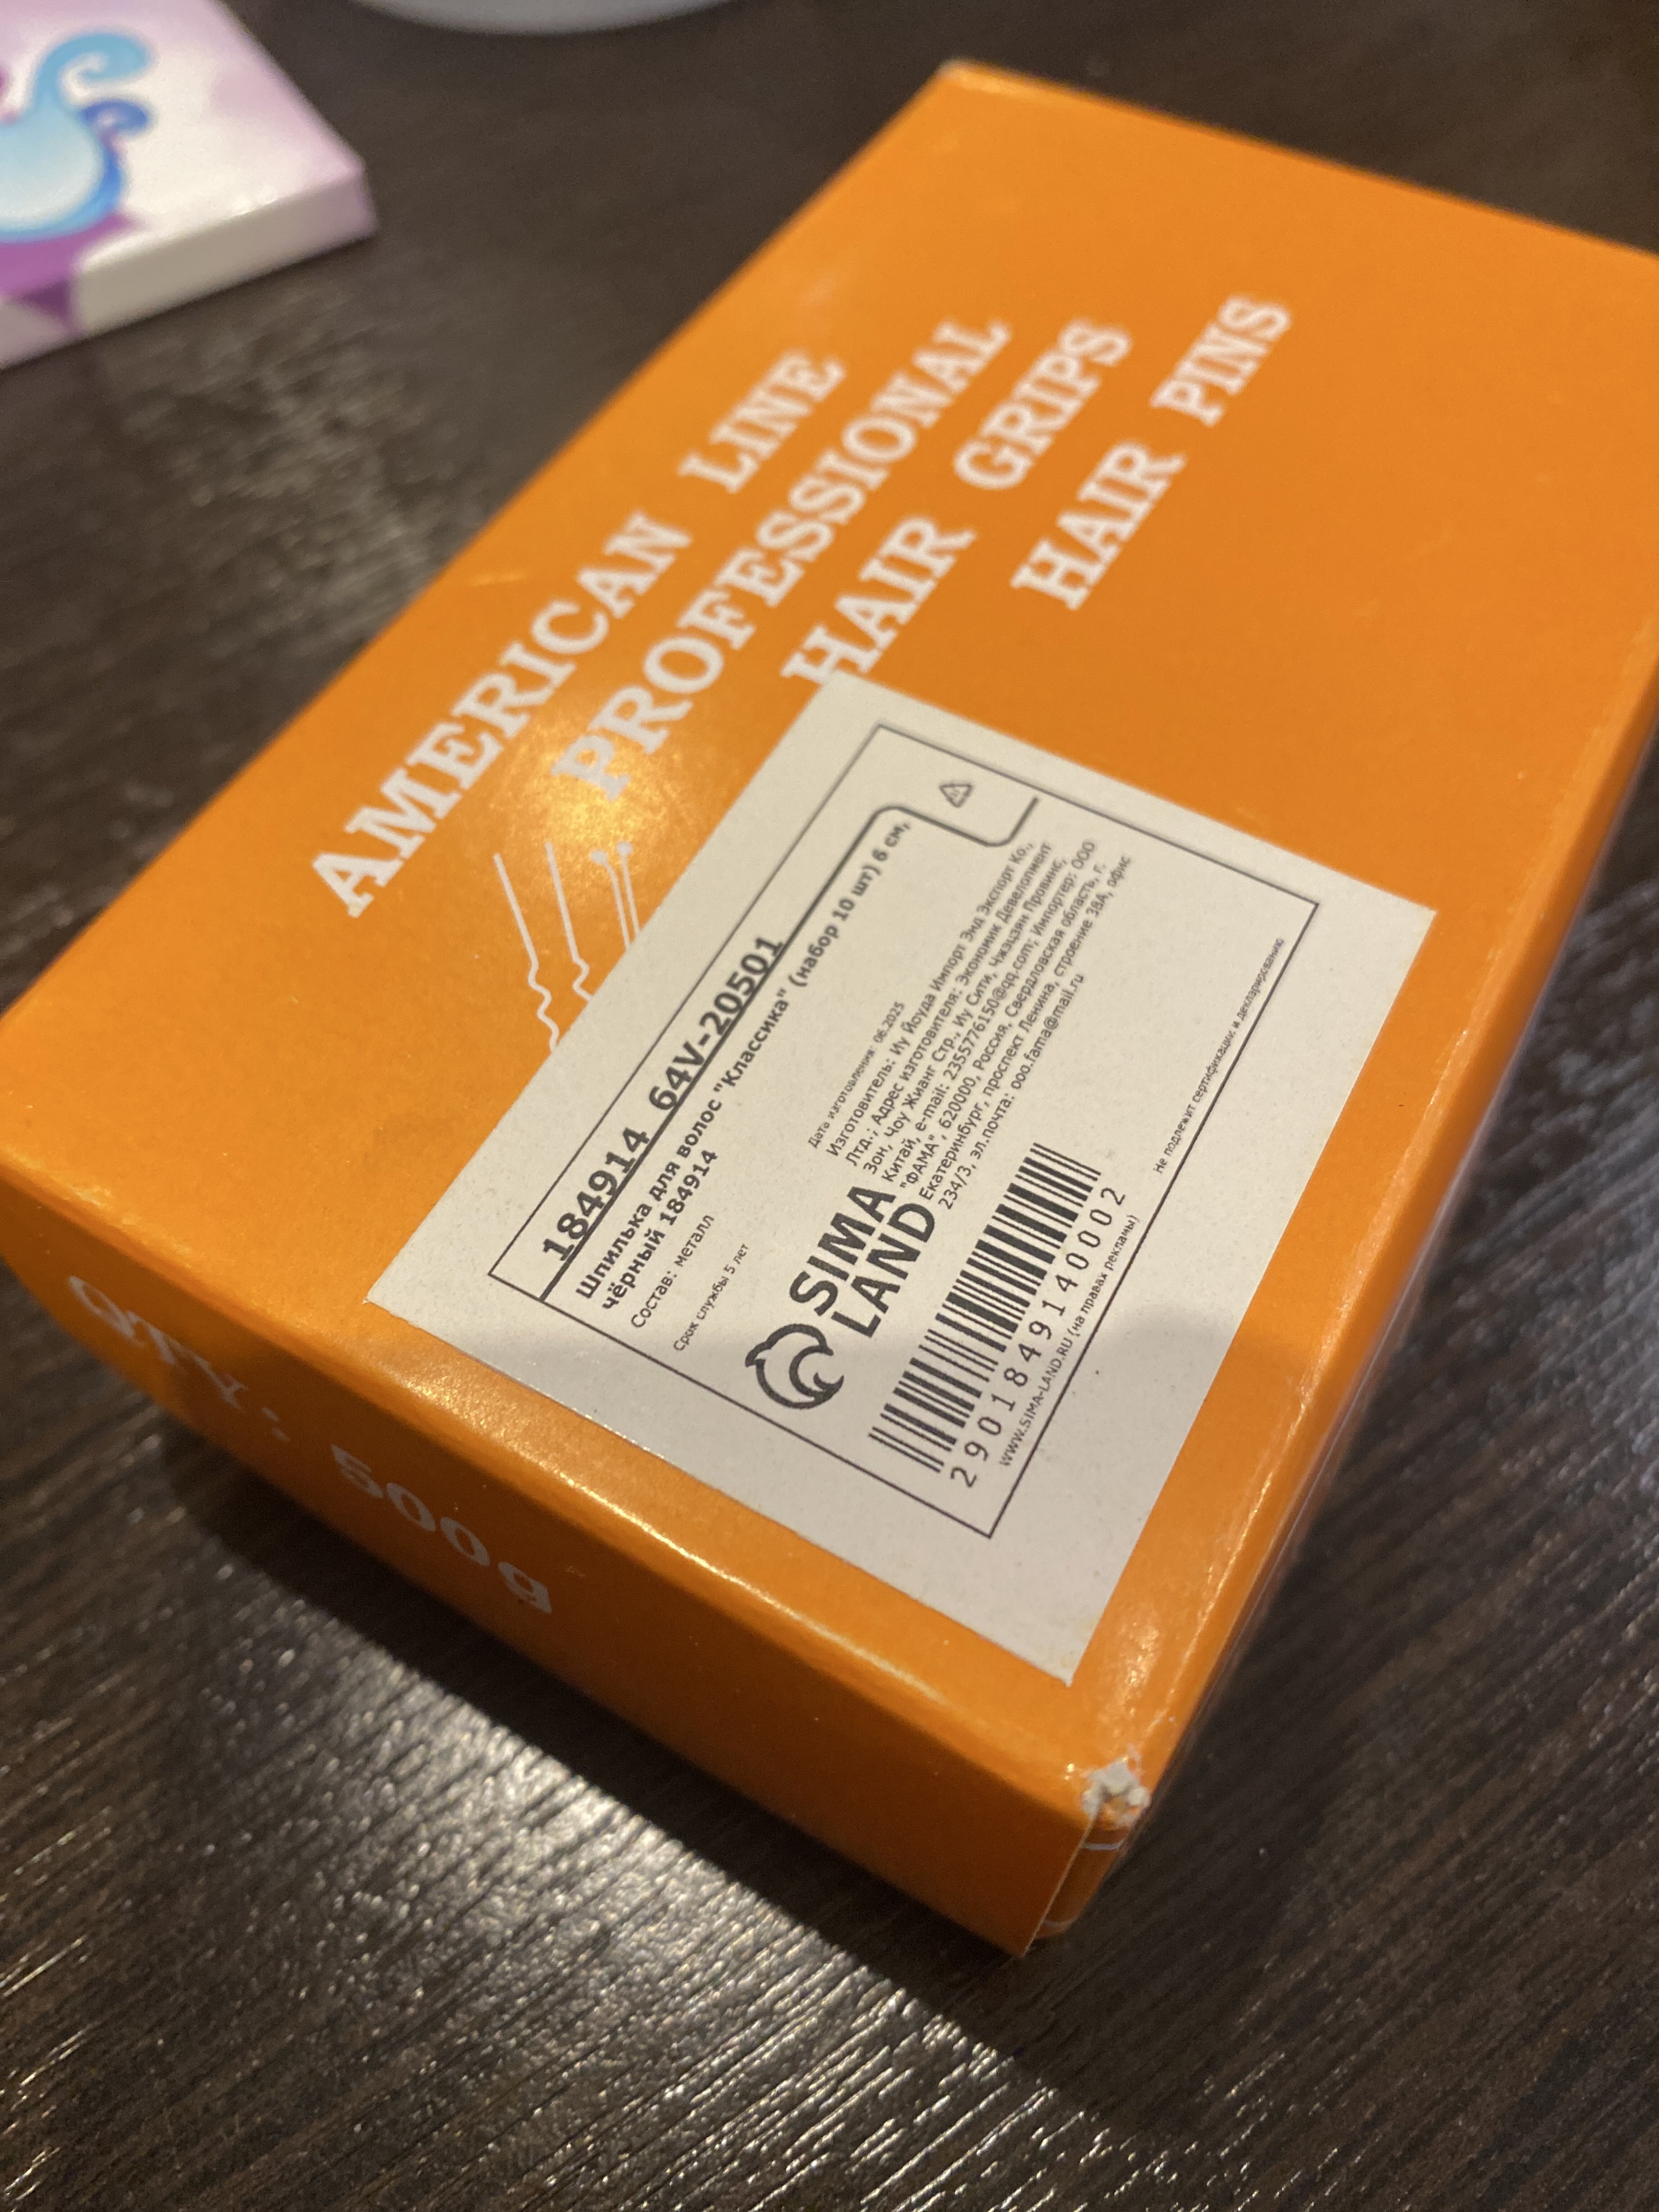 AMERICAN LINE
PROFESSIONAL
HAIR GRIPS
HAIR PINS
184914 64V-20501
Шпилька для волос "Классика" (набор 10 шт) 6 см,
чёрный 184914
Состав: металл
Срок службы 5 лет
Дата изготовления: 06.2025
Изготовитель: Иу Йоуда Импорт Энд Экспорт Ко.,
Лтд.; Адрес изготовителя: Экономик Девелопмент
Зон, Чоу Жианг Стр., Иу Сити, Чжэцзян Провинс,
Китай, e-mail: 2355776150@qq.com; Импортер: ООО
"ФАМА", 620000, Россия, Свердловская область, г.
Екатеринбург, проспект Ленина, строение 38А, офис
234/3, эл.почта: ooo.fama@mail.ru
SIMA
LAND
2901849140002
WWW.SIMA-LAND.RU (на правах рекламы)
Не подлежит сертификации и декларированию
QTY. 500g